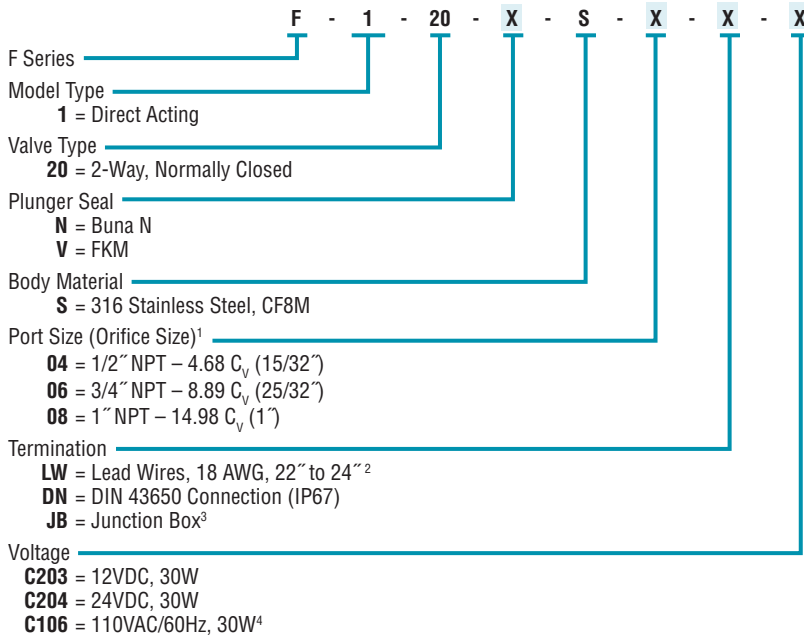 F - 1 - 20 - X - S - X - X - X
F Series
Model Type
1 = Direct Acting
Valve Type
20 = 2-Way, Normally Closed
Plunger Seal
N = Buna N
V = FKM
Body Material
S = 316 Stainless Steel, CF8M
Port Size (Orifice Size)¹
04 = 1/2˝ NPT – 4.68 Cᵥ (15/32˝)
06 = 3/4˝ NPT – 8.89 Cᵥ (25/32˝)
08 = 1˝ NPT – 14.98 Cᵥ (1˝)
Termination
LW = Lead Wires, 18 AWG, 22˝ to 24˝ ²
DN = DIN 43650 Connection (IP67)
JB = Junction Box³
Voltage
C203 = 12VDC, 30W
C204 = 24VDC, 30W
C106 = 110VAC/60Hz, 30W⁴